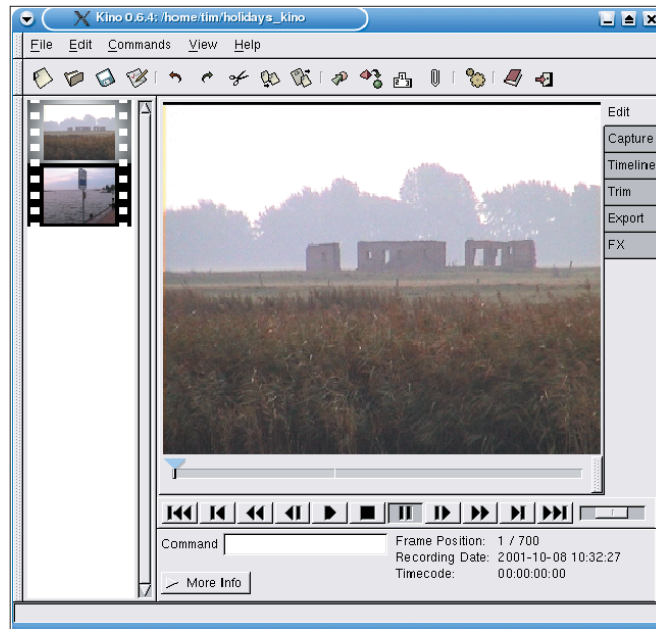 Kino 0.6.4: /home/tim/holidays_kino
File Edit Commands View Help
Edit
Capture
Timeline
Trim
Export
FX
Command
Frame Position: 1 / 700
Recording Date: 2001-10-08 10:32:27
Timecode: 00:00:00:00
More Info